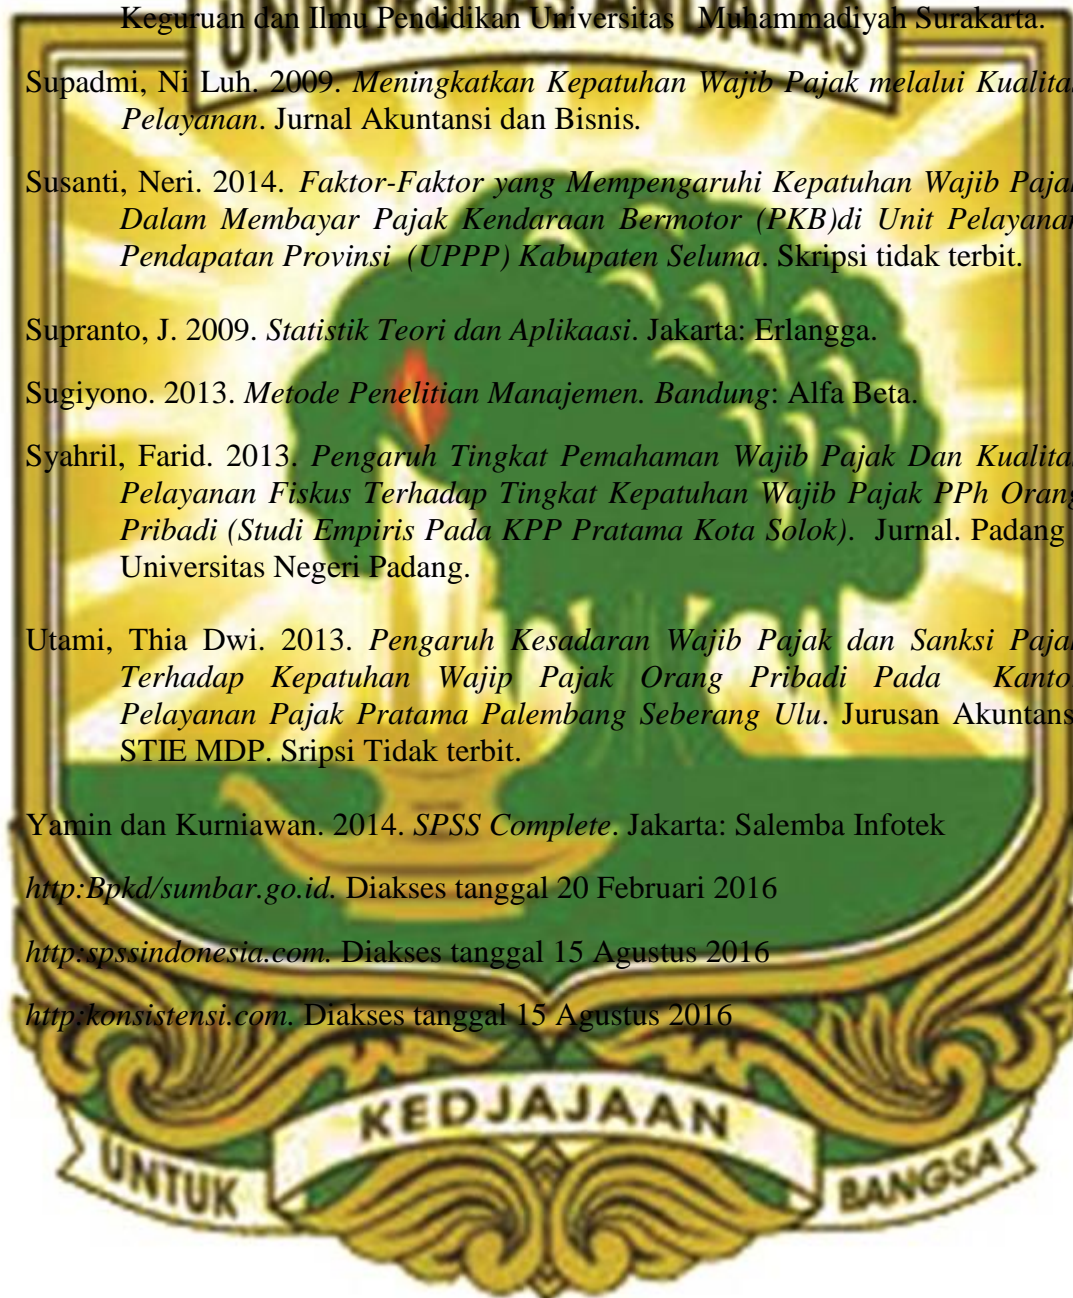 Keguruan dan Ilmu Pendidikan Universitas Muhammadiyah Surakarta.
UNIVERSITAS ANDALAS
Supadmi, Ni Luh. 2009. Meningkatkan Kepatuhan Wajib Pajak melalui Kualita
Pelayanan. Jurnal Akuntansi dan Bisnis.
Susanti, Neri. 2014. Faktor-Faktor yang Mempengaruhi Kepatuhan Wajib Pajak
Dalam Membayar Pajak Kendaraan Bermotor (PKB)di Unit Pelayanan
Pendapatan Provinsi (UPPP) Kabupaten Seluma. Skripsi tidak terbit.
Supranto, J. 2009. Statistik Teori dan Aplikaasi. Jakarta: Erlangga.
Sugiyono. 2013. Metode Penelitian Manajemen. Bandung: Alfa Beta.
Syahril, Farid. 2013. Pengaruh Tingkat Pemahaman Wajib Pajak Dan Kualita
Pelayanan Fiskus Terhadap Tingkat Kepatuhan Wajib Pajak PPh Orang
Pribadi (Studi Empiris Pada KPP Pratama Kota Solok). Jurnal. Padang
Universitas Negeri Padang.
Utami, Thia Dwi. 2013. Pengaruh Kesadaran Wajib Pajak dan Sanksi Pajak
Terhadap Kepatuhan Wajip Pajak Orang Pribadi Pada Kanto
Pelayanan Pajak Pratama Palembang Seberang Ulu. Jurusan Akuntans
STIE MDP. Sripsi Tidak terbit.
Yamin dan Kurniawan. 2014. SPSS Complete. Jakarta: Salemba Infotek
http:Bpkd/sumbar.go.id. Diakses tanggal 20 Februari 2016
http:spssindonesia.com. Diakses tanggal 15 Agustus 2016
http:konsistensi.com. Diakses tanggal 15 Agustus 2016
UNTUK KEDJAJAAN BANGSA